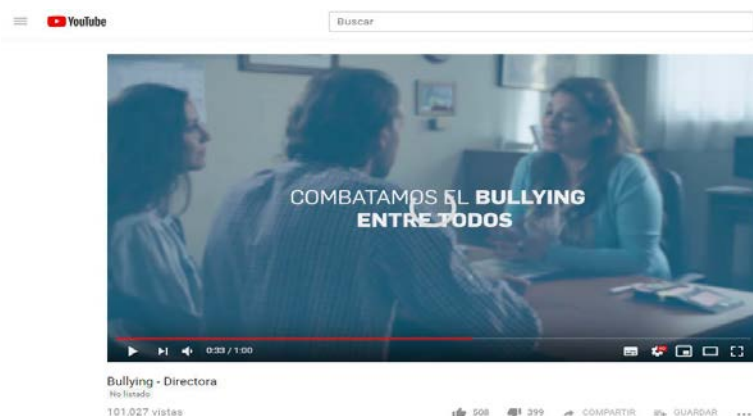 YouTube
Buscar
COMBATAMOS EL BULLYING
ENTRE TODOS
0:33 / 1:00
Bullying - Directora
No listado
101.027 vistas
508
399
COMPARTIR
GUARDAR